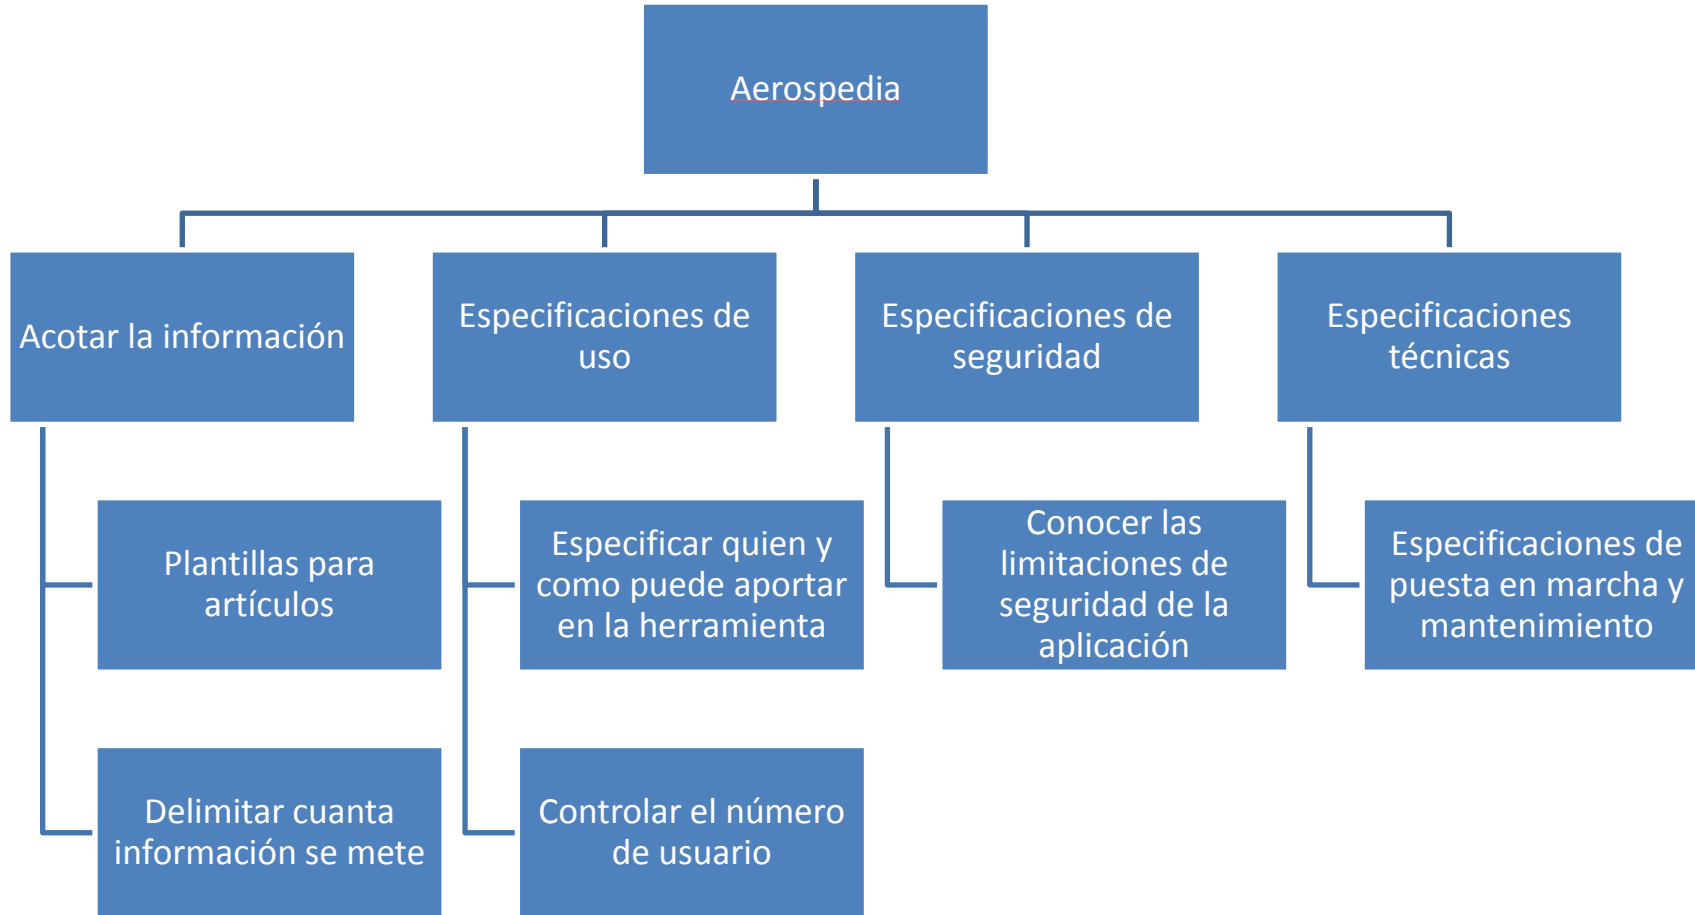 Aerospedia
Acotar la información
Especificaciones de
uso
Especificaciones de
seguridad
Especificaciones
técnicas
Plantillas para
artículos
Especificar quien y
como puede aportar
en la herramienta
Conocer las
limitaciones de
seguridad de la
aplicación
Especificaciones de
puesta en marcha y
mantenimiento
Delimitar cuanta
información se mete
Controlar el número
de usuario